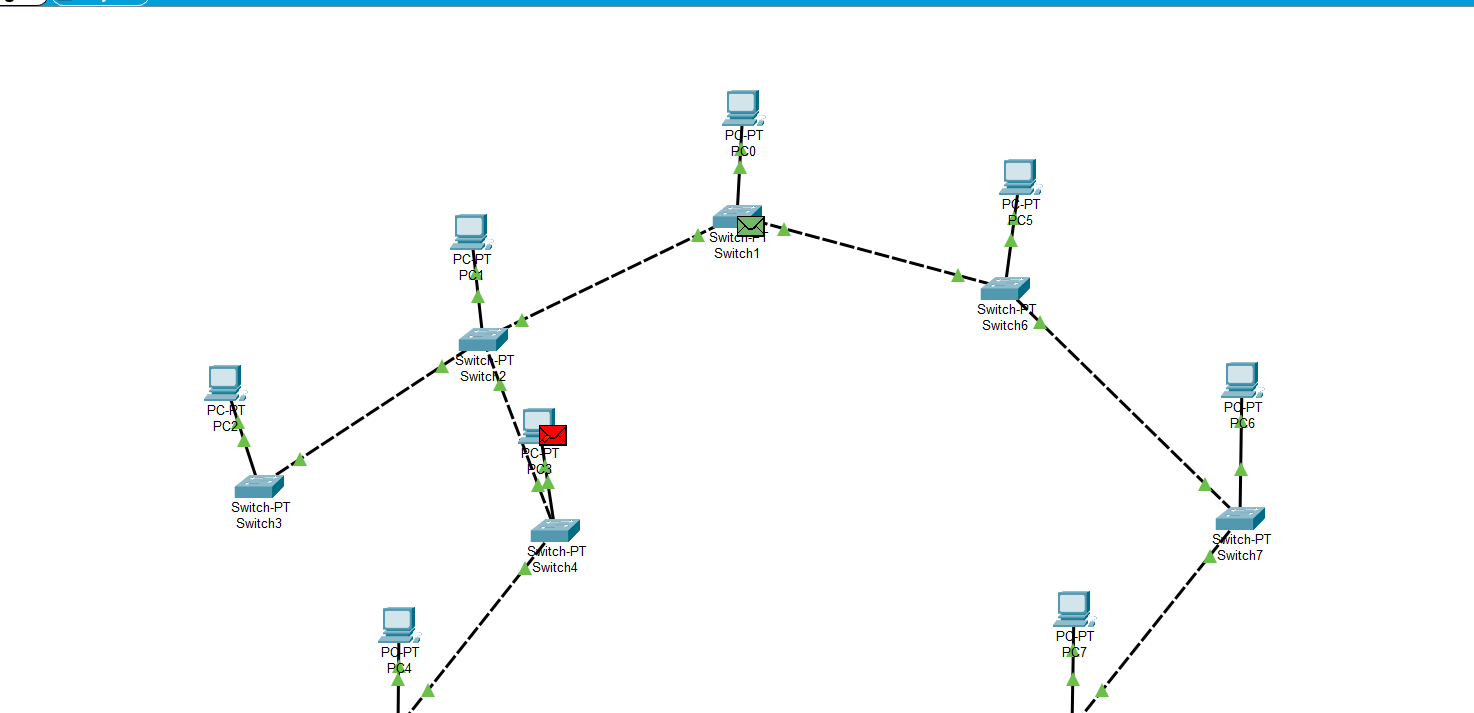 PC-PT
PC0
PC-PT
PC5
Switch-PT
Switch1
PC-PT
PC1
Switch-PT
Switch6
Switch-PT
Switch2
PC-PT
PC2
PC-PT
PC6
PC-PT
PC3
Switch-PT
Switch3
Switch-PT
Switch7
Switch-PT
Switch4
PC-PT
PC7
PC-PT
PC4